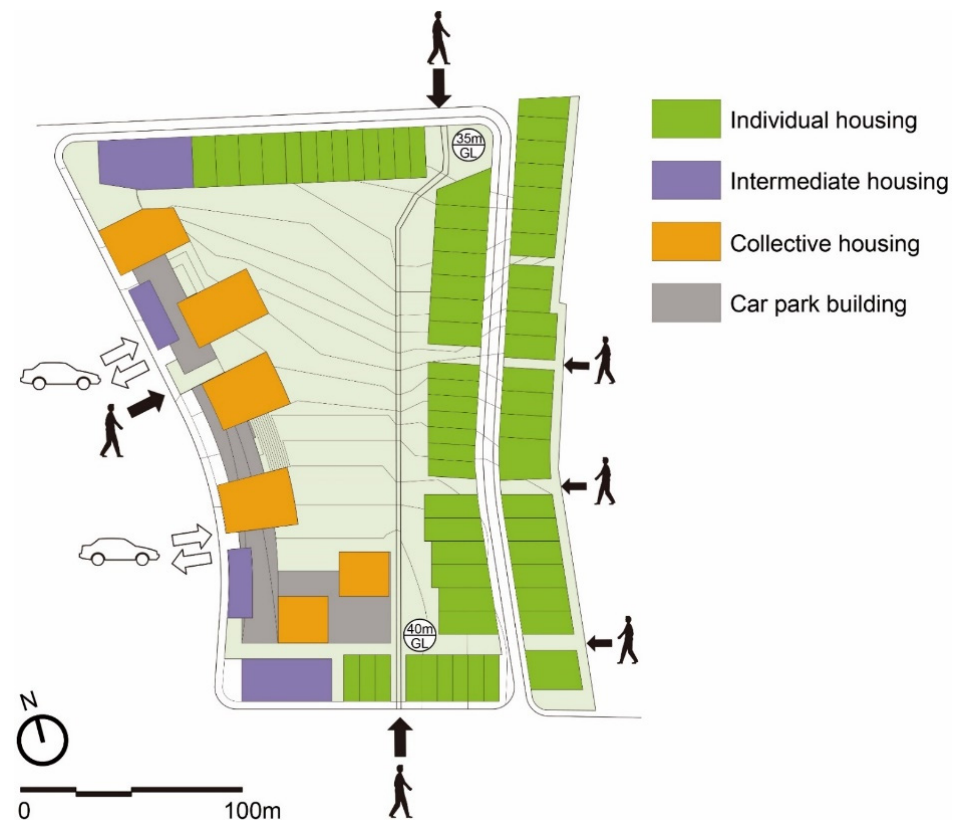 35m
GL
Individual housing
Intermediate housing
Collective housing
Car park building
40m
GL
N
0 100m